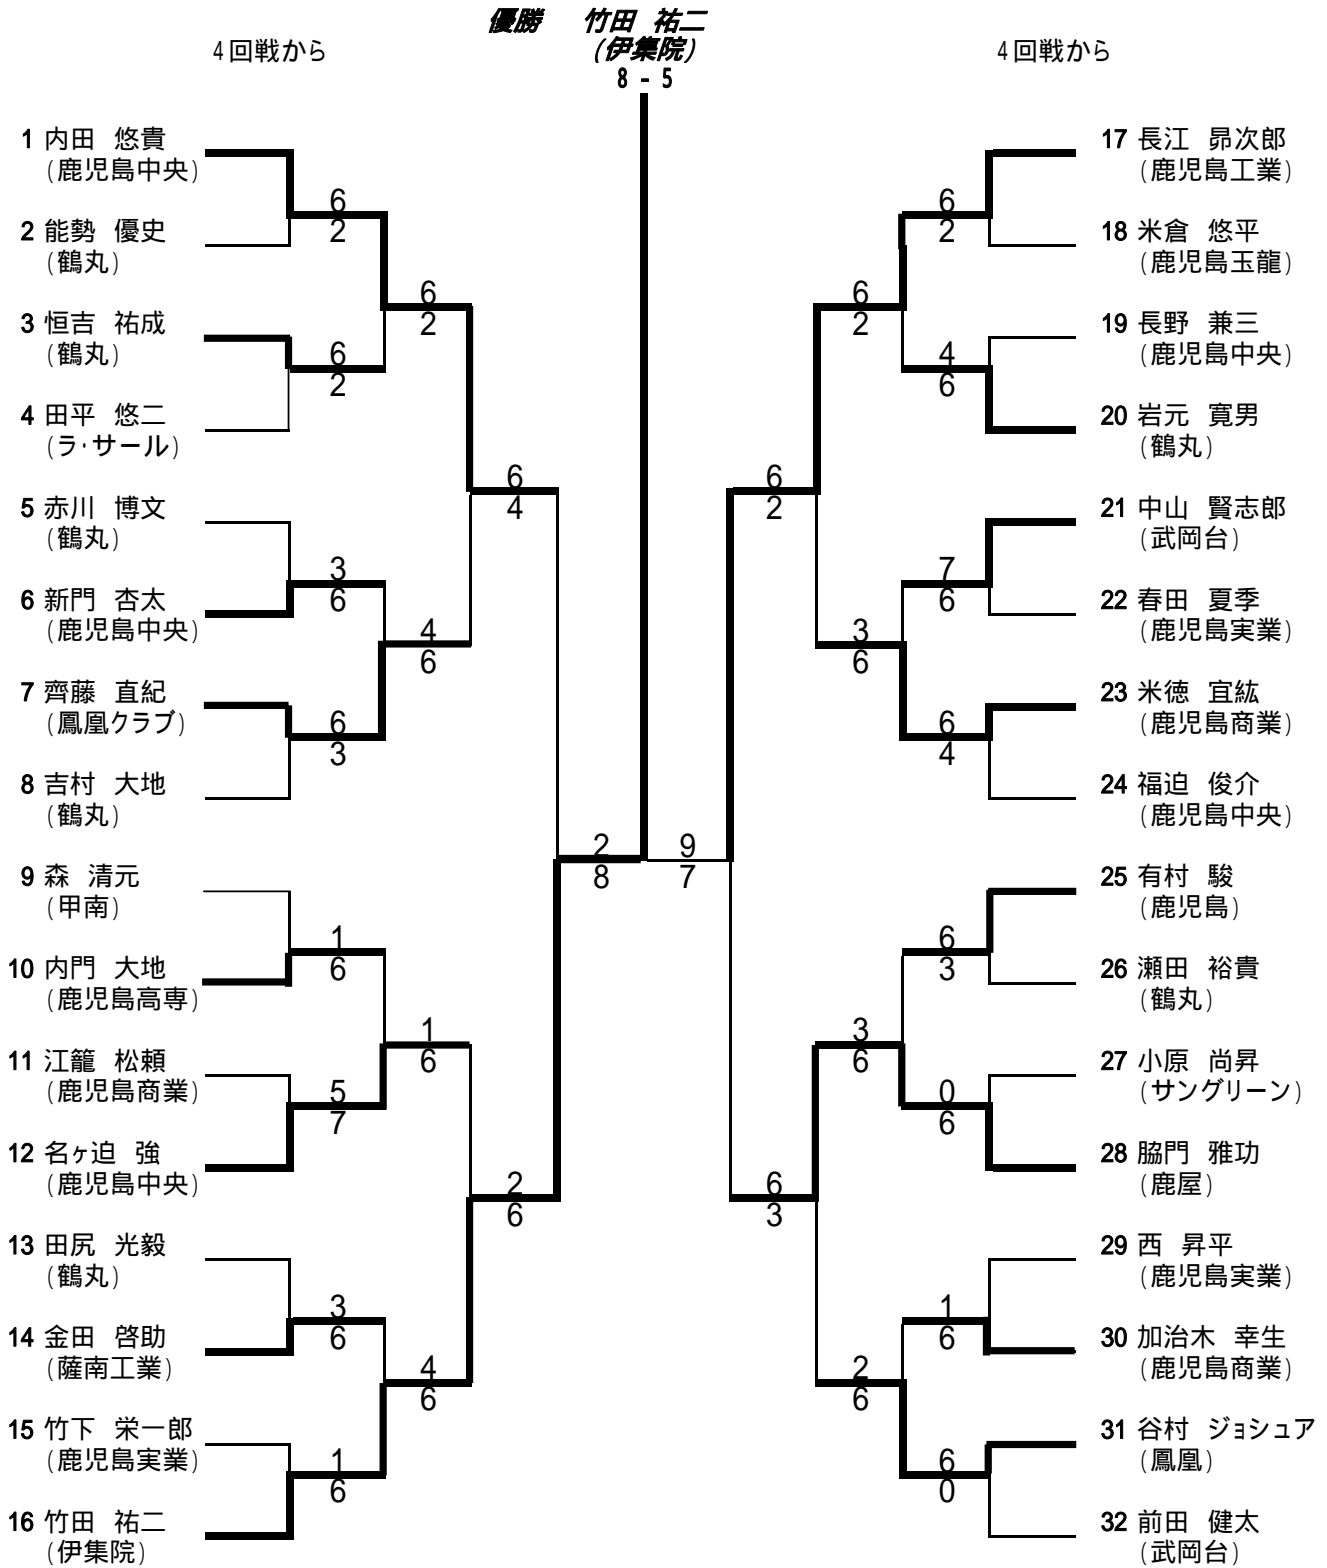 優勝 竹田 祐二
(伊集院)
8 - 5
4回戦から
4回戦から
1 内田 悠貴
(鹿児島中央)
2 能勢 優史
(鶴丸)
3 恒吉 祐成
(鶴丸)
4 田平 悠二
(ラ・サール)
5 赤川 博文
(鶴丸)
6 新門 杏太
(鹿児島中央)
7 齊藤 直紀
(鳳凰クラブ)
8 吉村 大地
(鶴丸)
9 森 清元
(甲南)
10 内門 大地
(鹿児島高専)
11 江籠 松頼
(鹿児島商業)
12 名ヶ迫 強
(鹿児島中央)
13 田尻 光毅
(鶴丸)
14 金田 啓助
(薩南工業)
15 竹下 栄一郎
(鹿児島実業)
16 竹田 祐二
(伊集院)
6
2
6
2
3
6
6
3
1
6
5
7
3
6
1
6
6
2
4
6
1
6
4
6
6
4
2
6
2
8
9
7
6
2
6
3
6
2
3
6
3
6
2
6
6
2
4
6
7
6
6
4
6
3
0
6
1
6
6
0
17 長江 昴次郎
(鹿児島工業)
18 米倉 悠平
(鹿児島玉龍)
19 長野 兼三
(鹿児島中央)
20 岩元 寛男
(鶴丸)
21 中山 賢志郎
(武岡台)
22 春田 夏季
(鹿児島実業)
23 米徳 宜紘
(鹿児島商業)
24 福迫 俊介
(鹿児島中央)
25 有村 駿
(鹿児島)
26 瀬田 裕貴
(鶴丸)
27 小原 尚昇
(サングリーン)
28 脇門 雅功
(鹿屋)
29 西 昇平
(鹿児島実業)
30 加治木 幸生
(鹿児島商業)
31 谷村 ジョシュア
(鳳凰)
32 前田 健太
(武岡台)